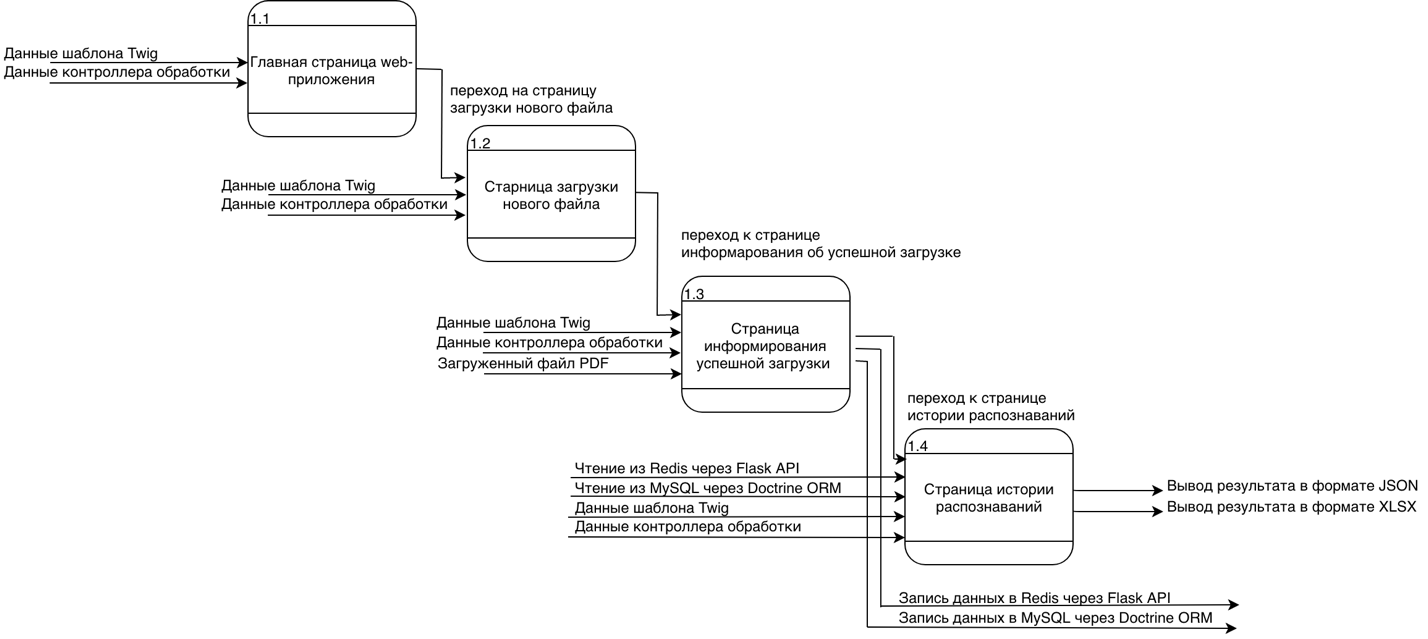 1.1
Данные шаблона Twig
Данные контроллера обработки
Главная страница web-
приложения
переход на страницу
загрузки нового файла
1.2
Данные шаблона Twig
Данные контроллера обработки
Старница загрузки
нового файла
переход к странице
информарования об успешной загрузке
1.3
Данные шаблона Twig
Данные контроллера обработки
Загруженный файл PDF
Страница
информирования
успешной загрузки
переход к странице
истории распознаваний
1.4
Чтение из Redis через Flask API
Чтение из MySQL через Doctrine ORM
Данные шаблона Twig
Данные контроллера обработки
Страница истории
распознаваний
Вывод результата в формате JSON
Вывод результата в формате XLSX
Запись данных в Redis через Flask API
Запись данных в MySQL через Doctrine ORM